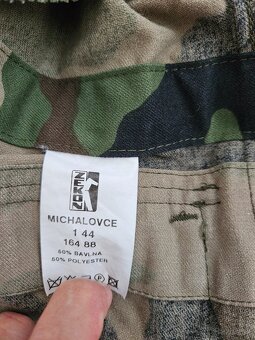 ZEKON
MICHALOVCE
1 44
164 88
50% BAVLNA
50% POLYESTER